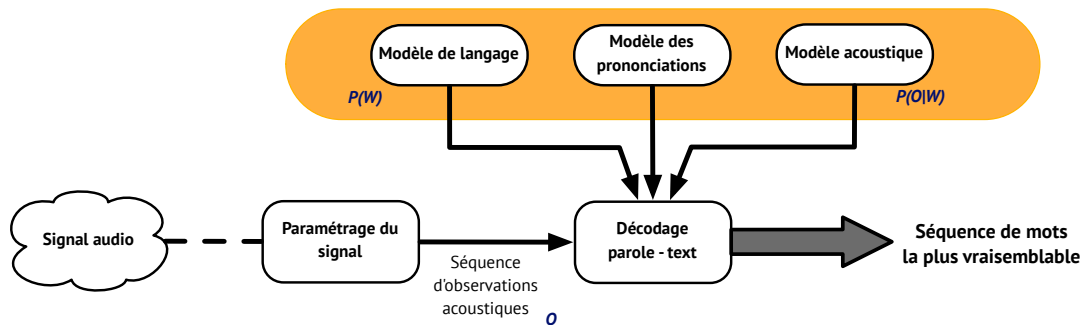 Modèle de langage
Modèle des
prononciations
Modèle acoustique
P(W)
P(O|W)
Signal audio
Paramétrage du
signal
Séquence
d'observations
acoustiques
O
Décodage
parole - text
Séquence de mots
la plus vraisemblable